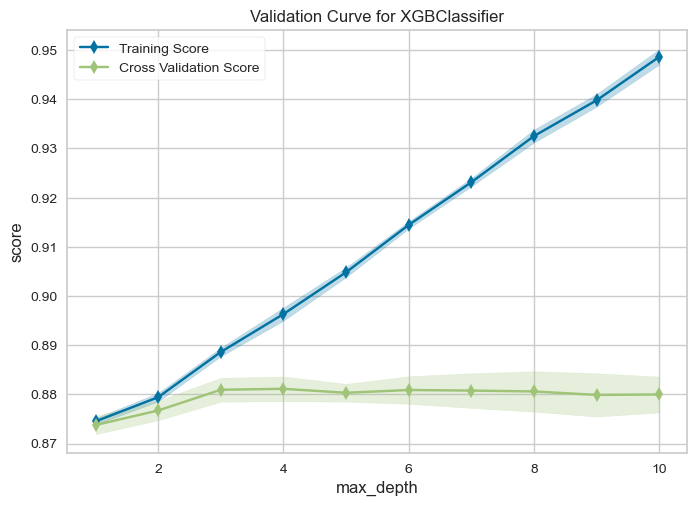 Validation Curve for XGBClassifier
Training Score
Cross Validation Score
0.95
0.94
0.93
0.92
0.91
0.90
0.89
0.88
0.87
score
2 4 6 8 10
max_depth